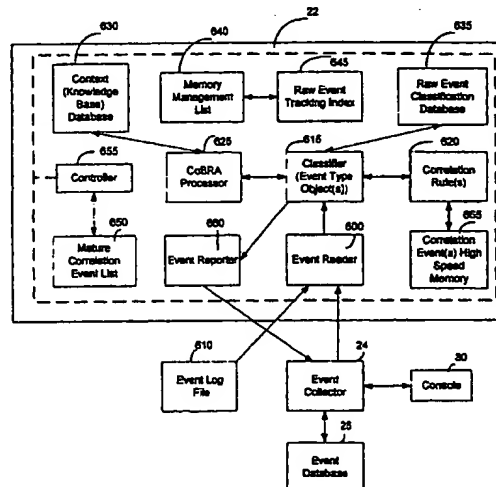 630
22
640
645
635
Context
(Knowledge
Base)
Database
Memory
Management
List
Raw Event
Tracking Index
Raw Event
Classification
Database
655
625
615
620
Controller
CoBRA
Processor
Classifier
(Event Type
Object(s))
Correlation
Rule(s)
650
660
600
665
Mature
Correlation
Event List
Event Reporter
Event Reader
Correlation
Event(s) High
Speed
Memory
610
24
30
Event Log
File
Event
Collector
Console
25
Event
Database